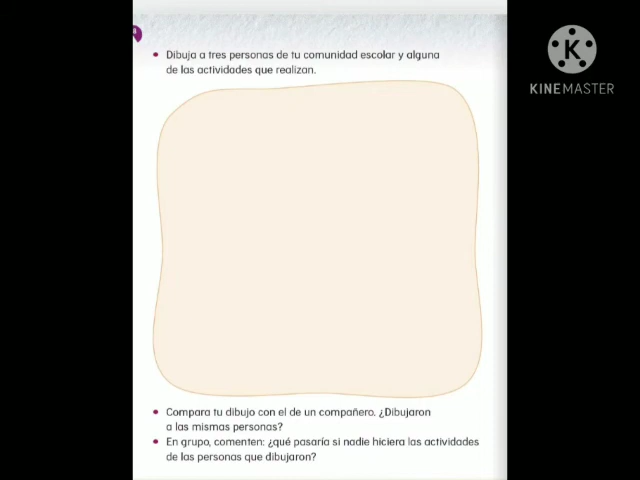 Dibuja a tres personas de tu comunidad escolar y alguna
de las actividades que realizan.
KINEMASTER
Compara tu dibujo con el de un compañero. ¿Dibujaron
a las mismas personas?
En grupo, comenten: ¿qué pasaría si nadie hiciera las actividades
de las personas que dibujaron?